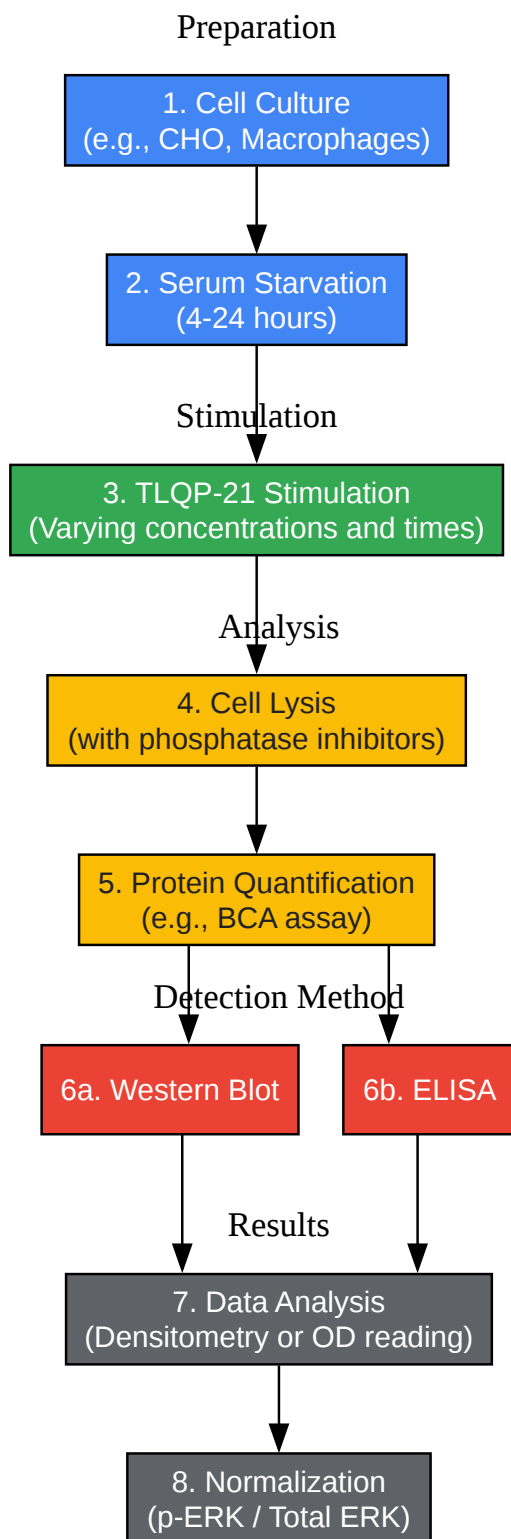 Preparation
1. Cell Culture
(e.g., CHO, Macrophages)
2. Serum Starvation
(4-24 hours)
Stimulation
3. TLQP-21 Stimulation
(Varying concentrations and times)
Analysis
4. Cell Lysis
(with phosphatase inhibitors)
5. Protein Quantification
(e.g., BCA assay)
Detection Method
6a. Western Blot
6b. ELISA
Results
7. Data Analysis
(Densitometry or OD reading)
8. Normalization
(p-ERK / Total ERK)